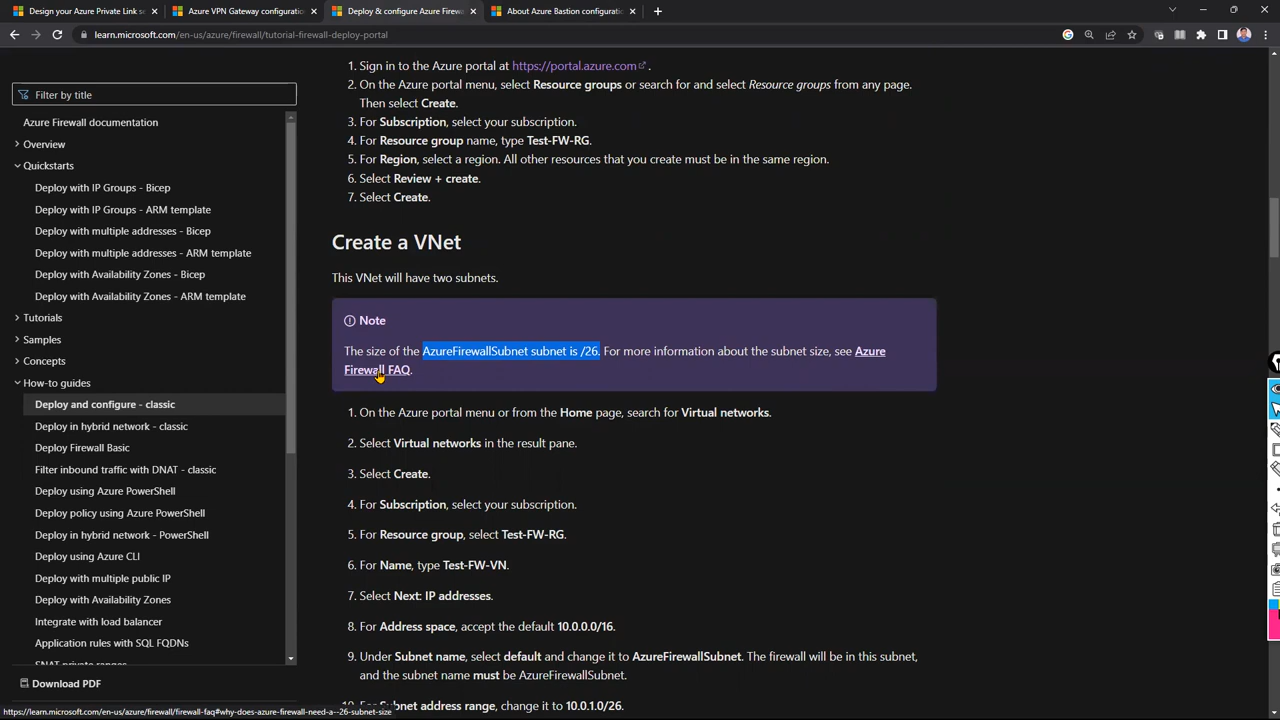 Design your Azure Private Link se
Azure VPN Gateway configuration
Deploy & configure Azure Firewa
About Azure Bastion configuratio
learn.microsoft.com/en-us/azure/firewall/tutorial-firewall-deploy-portal
Filter by title
Azure Firewall documentation
Overview
Quickstarts
Deploy with IP Groups - Bicep
Deploy with IP Groups - ARM template
Deploy with multiple addresses - Bicep
Deploy with multiple addresses - ARM template
Deploy with Availability Zones - Bicep
Deploy with Availability Zones - ARM template
Tutorials
Samples
Concepts
How-to guides
Deploy and configure - classic
Deploy in hybrid network - classic
Deploy Firewall Basic
Filter inbound traffic with DNAT - classic
Deploy using Azure PowerShell
Deploy policy using Azure PowerShell
Deploy in hybrid network - PowerShell
Deploy using Azure CLI
Deploy with multiple public IP
Deploy with Availability Zones
Integrate with load balancer
Application rules with SQL FQDNs
SNAT private ranges
Download PDF
1. Sign in to the Azure portal at https://portal.azure.com .
2. On the Azure portal menu, select Resource groups or search for and select Resource groups from any page.
Then select Create.
3. For Subscription, select your subscription.
4. For Resource group name, type Test-FW-RG.
5. For Region, select a region. All other resources that you create must be in the same region.
6. Select Review + create.
7. Select Create.
Create a VNet
This VNet will have two subnets.
Note
The size of the AzureFirewallSubnet subnet is /26. For more information about the subnet size, see Azure
Firewall FAQ.
1. On the Azure portal menu or from the Home page, search for Virtual networks.
2. Select Virtual networks in the result pane.
3. Select Create.
4. For Subscription, select your subscription.
5. For Resource group, select Test-FW-RG.
6. For Name, type Test-FW-VN.
7. Select Next: IP addresses.
8. For Address space, accept the default 10.0.0.0/16.
9. Under Subnet name, select default and change it to AzureFirewallSubnet. The firewall will be in this subnet,
and the subnet name must be AzureFirewallSubnet.
10. For Subnet address range, change it to 10.0.1.0/26.
https://learn.microsoft.com/en-us/azure/firewall/firewall-faq#why-does-azure-firewall-need-a--26-subnet-size